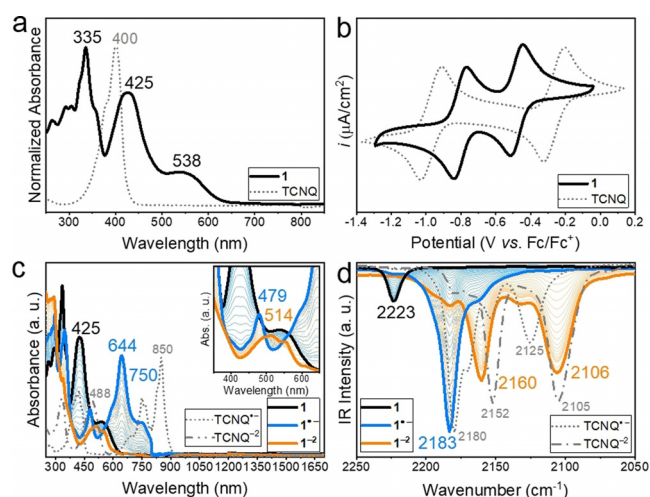 a
335
400
425
538
Normalized Absorbance
1
TCNQ
300 400 500 600 700 800
Wavelength (nm)
b
i (μA/cm²)
1
TCNQ
-1.4 -1.2 -1.0 -0.8 -0.6 -0.4 -0.2 0.0 0.2
Potential (V vs. Fc/Fc⁺)
c
425
488
644
750
850
Absorbance (a. u.)
479
514
Abs. (a. u.)
400 500 600
Wavelength (nm)
TCNQ•−
TCNQ⁻²
1
1•−
1⁻²
300 450 600 750 900 1050 1200 1350 1500 1650
Wavelength (nm)
d
2223
2183
2180
2160
2152
2125
2106
2105
IR Intensity (a. u.)
1
1•−
1⁻²
TCNQ•−
TCNQ⁻²
2250 2200 2150 2100 2050
Wavenumber (cm⁻¹)